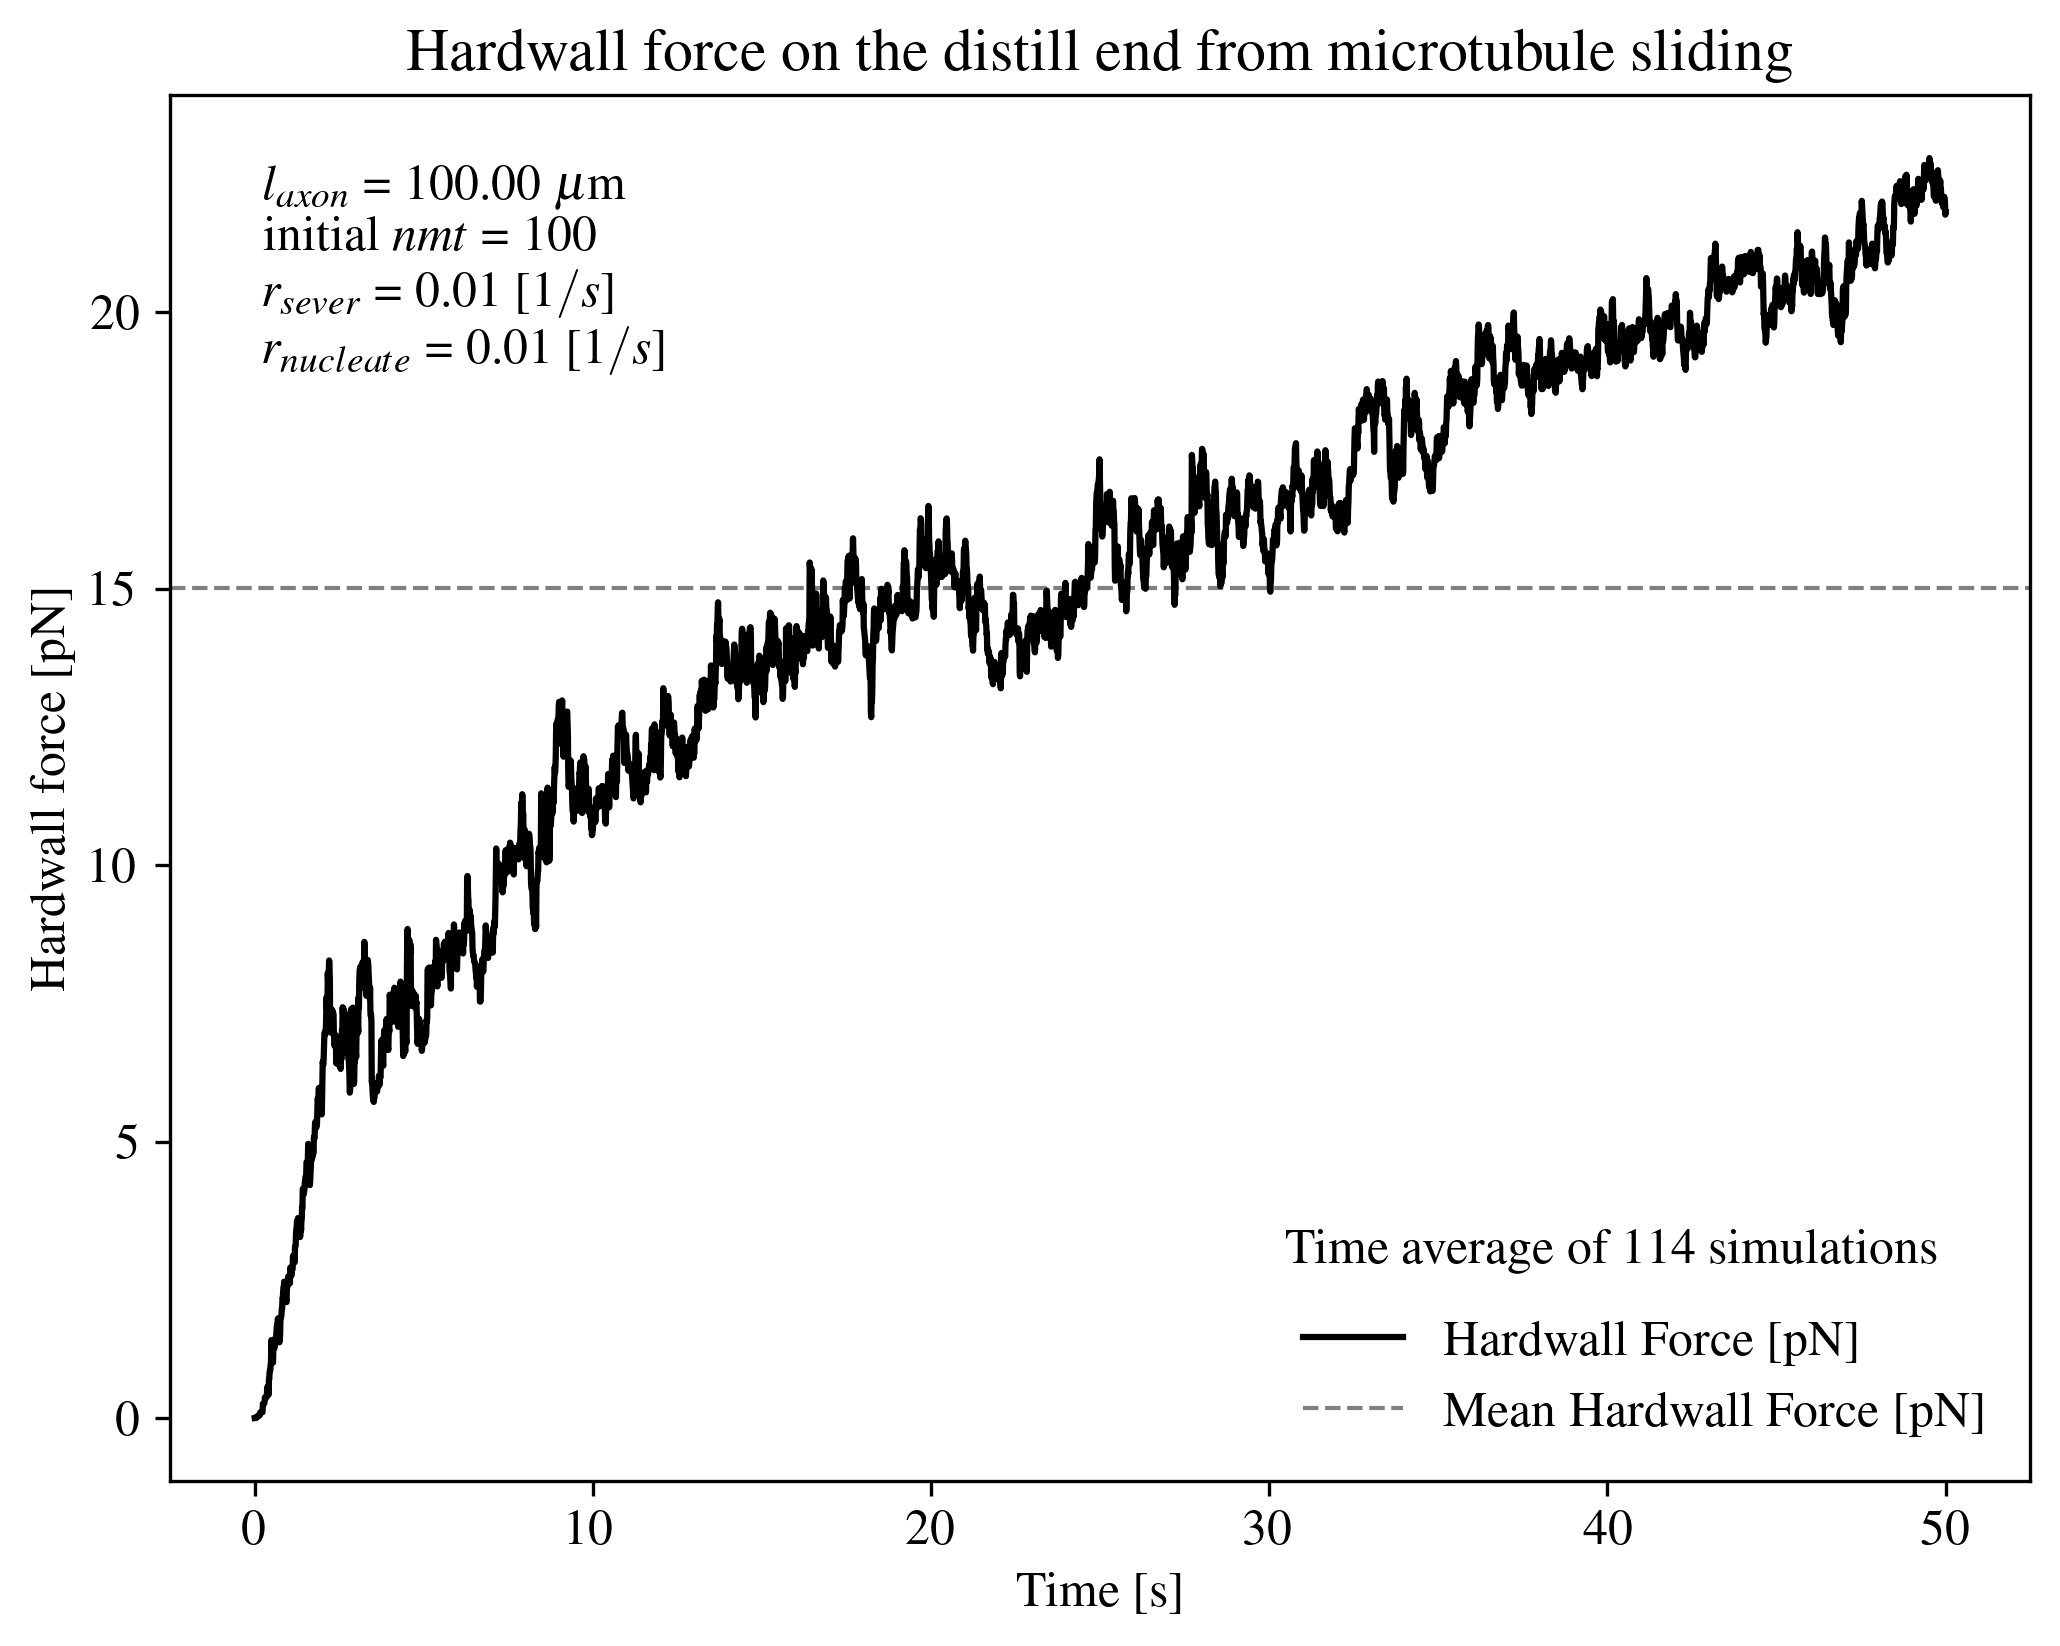 Hardwall force on the distill end from microtubule sliding
l_axon = 100.00 μm
initial nmt = 100
r_sever = 0.01 [1/s]
r_nucleate = 0.01 [1/s]
Hardwall force [pN]
20
15
10
5
0
Time average of 114 simulations
Hardwall Force [pN]
Mean Hardwall Force [pN]
0 10 20 30 40 50
Time [s]